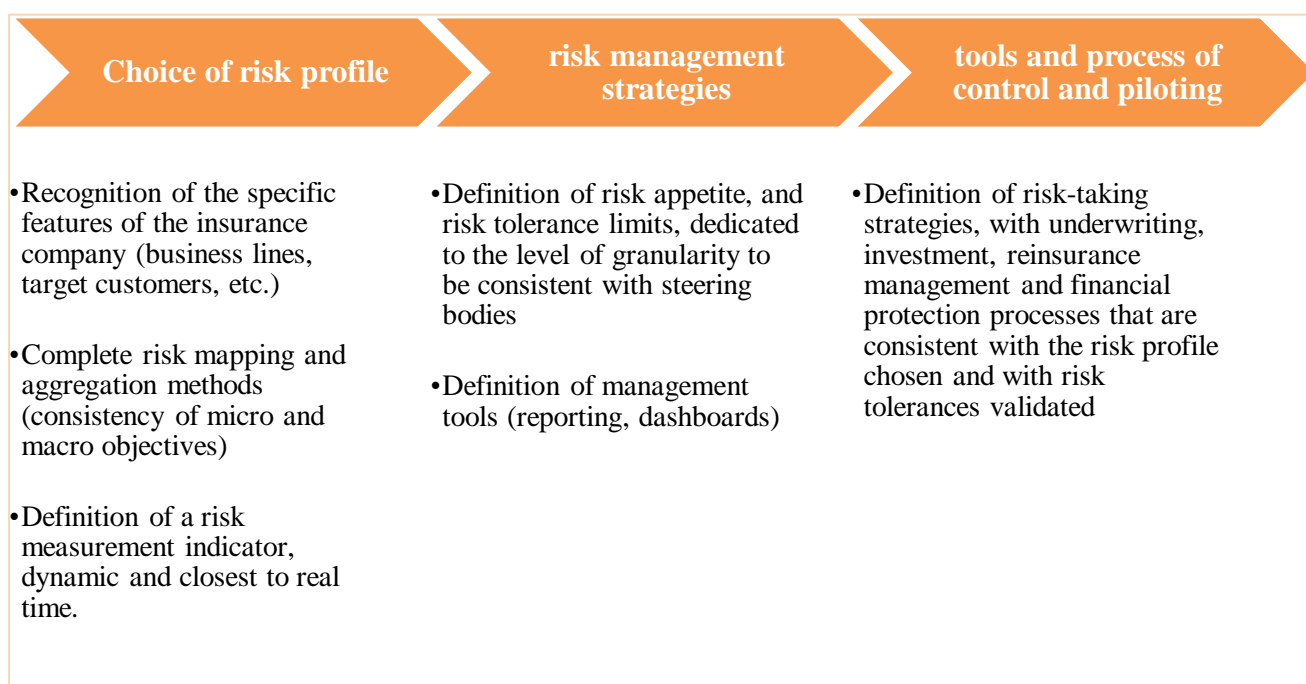 Choice of risk profile
risk management
strategies
tools and process of
control and piloting
•Recognition of the specific
features of the insurance
company (business lines,
target customers, etc.)
•Complete risk mapping and
aggregation methods
(consistency of micro and
macro objectives)
•Definition of a risk
measurement indicator,
dynamic and closest to real
time.
•Definition of risk appetite, and
risk tolerance limits, dedicated
to the level of granularity to
be consistent with steering
bodies
•Definition of management
tools (reporting, dashboards)
•Definition of risk-taking
strategies, with underwriting,
investment, reinsurance
management and financial
protection processes that are
consistent with the risk profile
chosen and with risk
tolerances validated